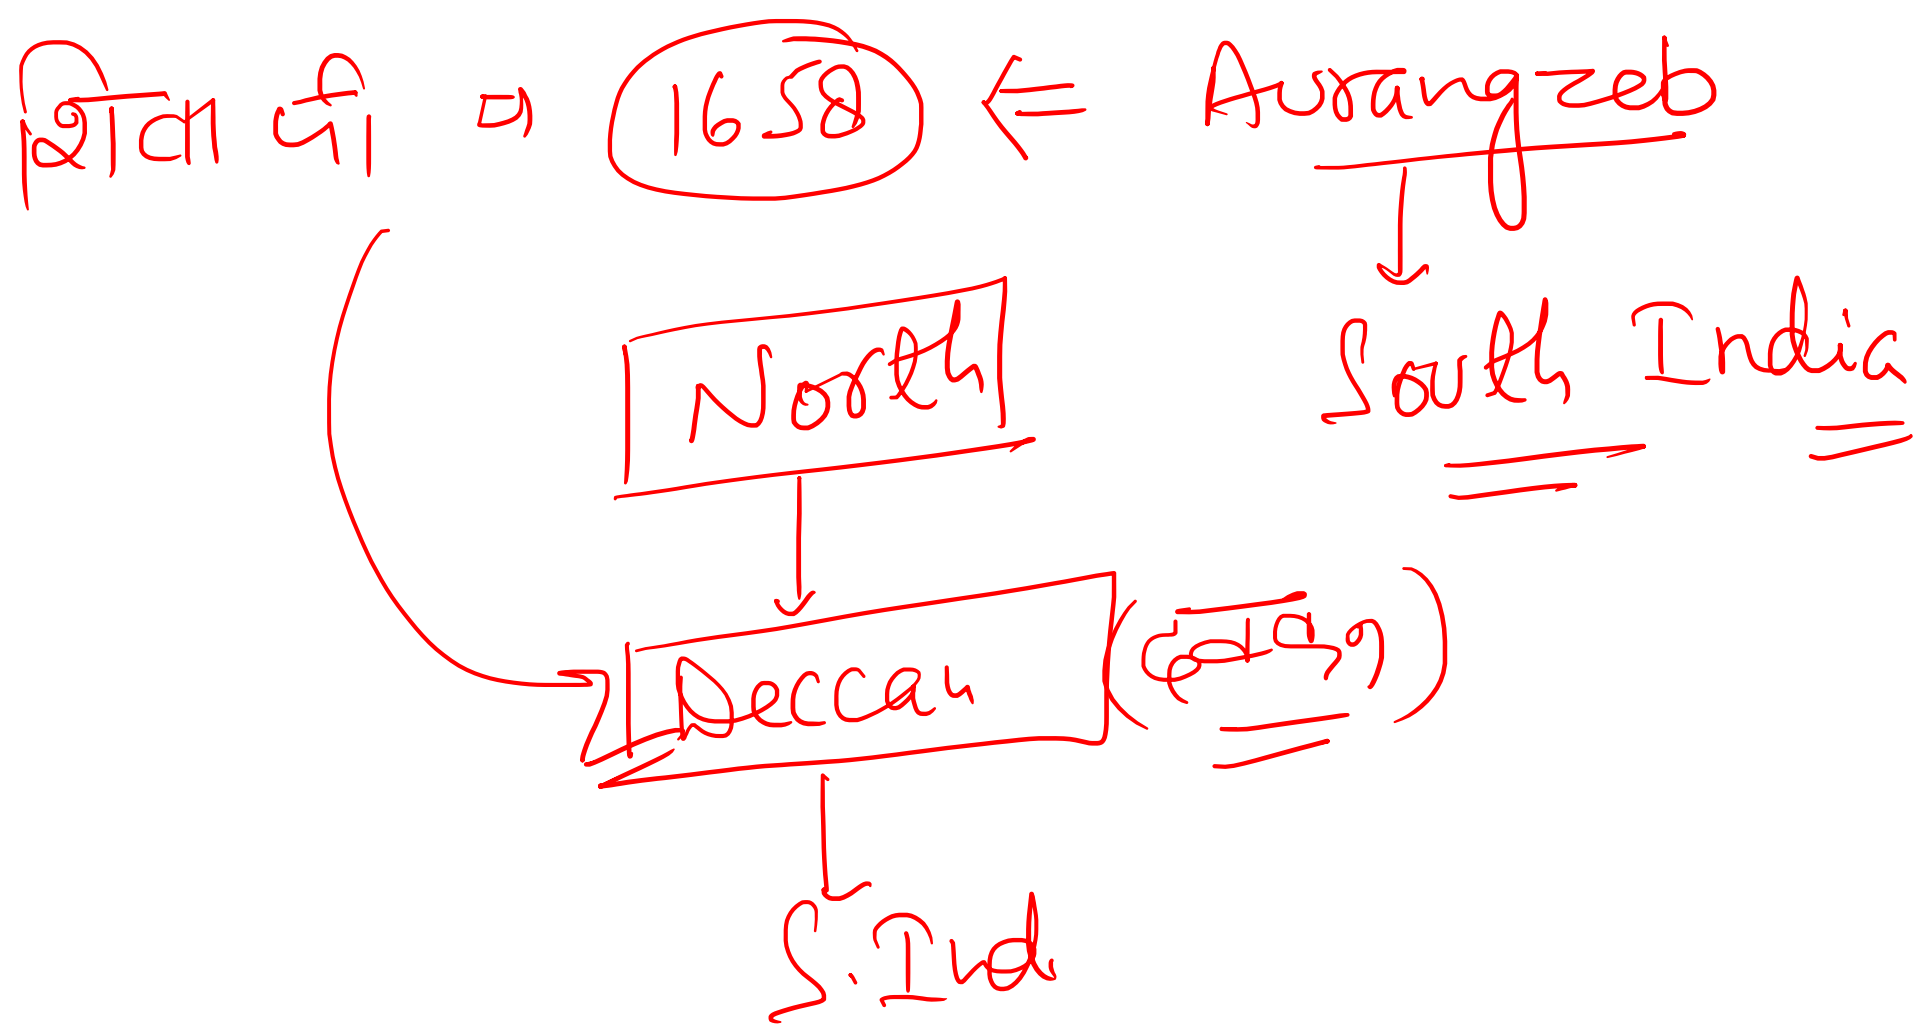 शिवा जी ⇒ 1658 ⇐ Aurangzeb
South India
North
Deccan
S. Ind